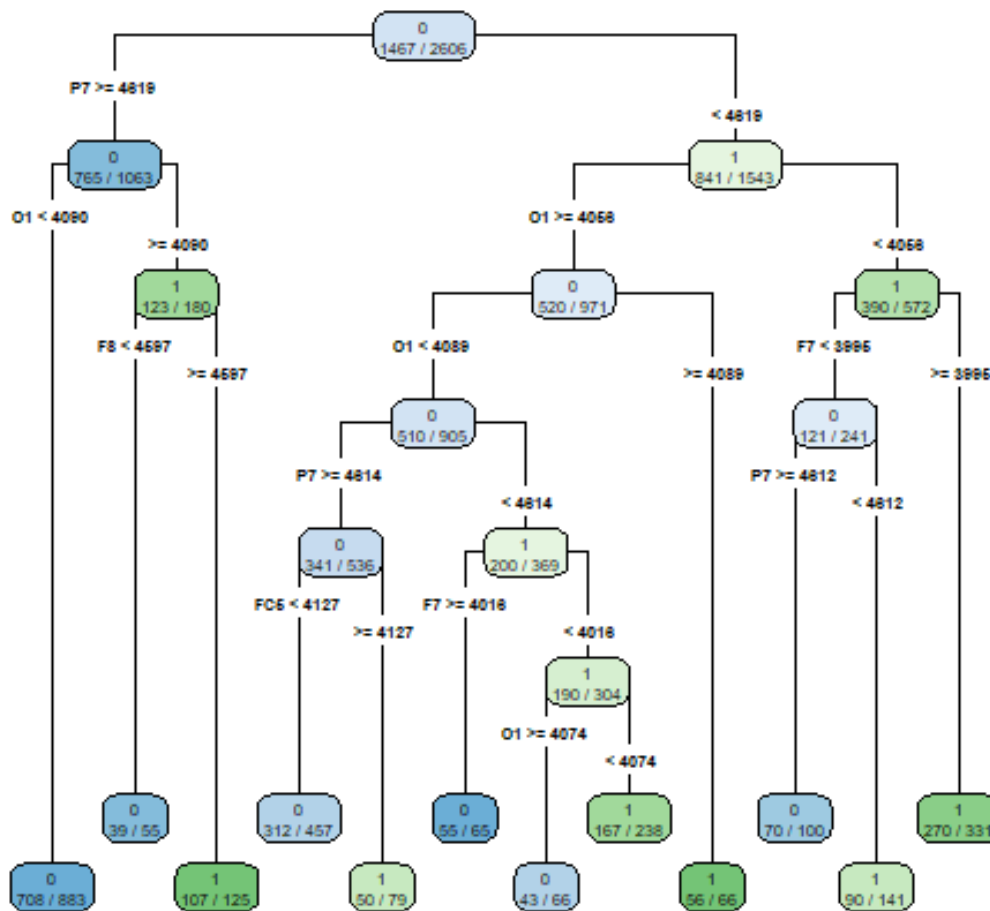 0
1467 / 2606
P7 >= 4619
< 4619
0
765 / 1063
1
841 / 1543
O1 < 4090
>= 4090
O1 >= 4056
< 4056
1
123 / 180
0
520 / 971
1
390 / 572
F8 < 4597
>= 4597
O1 < 4089
>= 4089
F7 < 3995
>= 3995
0
510 / 905
0
121 / 241
P7 >= 4614
< 4614
P7 >= 4612
< 4612
0
341 / 536
1
200 / 369
FC5 < 4127
>= 4127
F7 >= 4016
< 4016
1
190 / 304
O1 >= 4074
< 4074
0
39 / 55
0
312 / 457
0
55 / 65
1
167 / 238
0
70 / 100
1
270 / 331
0
708 / 883
1
107 / 125
1
50 / 79
0
43 / 66
1
56 / 66
1
90 / 141